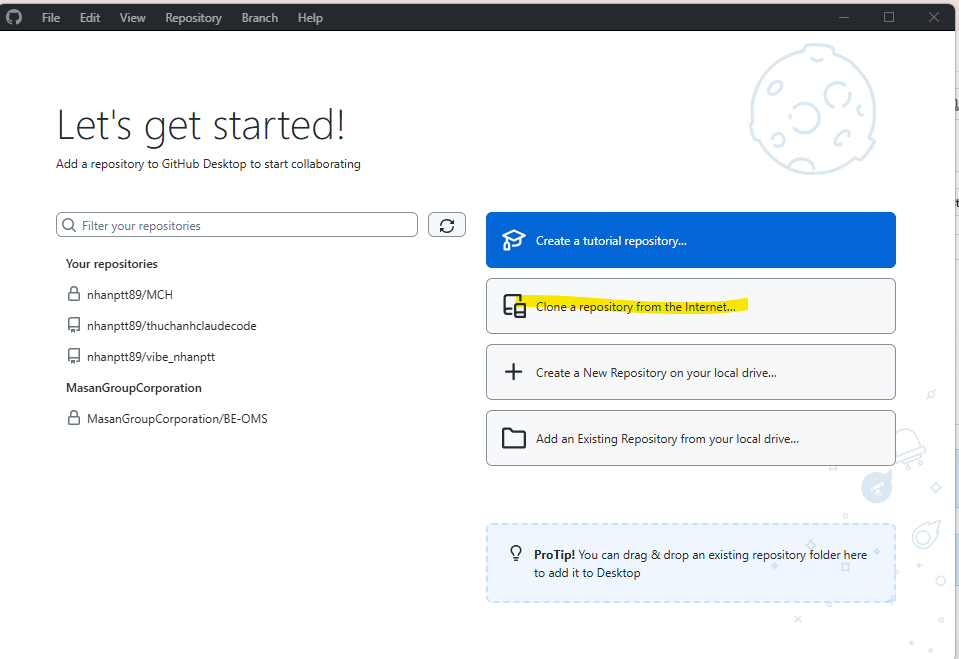 File Edit View Repository Branch Help
Let's get started!
Add a repository to GitHub Desktop to start collaborating
Filter your repositories
Your repositories
nhanptt89/MCH
nhanptt89/thuchanhclaudecode
nhanptt89/vibe_nhanptt
MasanGroupCorporation
MasanGroupCorporation/BE-OMS
Create a tutorial repository...
Clone a repository from the Internet...
Create a New Repository on your local drive...
Add an Existing Repository from your local drive...
ProTip! You can drag & drop an existing repository folder here
to add it to Desktop